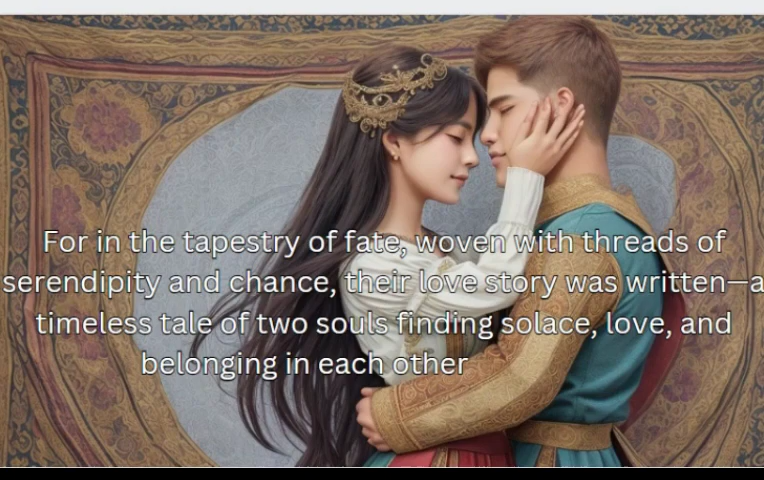 For in the tapestry of fate, woven with threads of
serendipity and chance, their love story was written—a
timeless tale of two souls finding solace, love, and
belonging in each other